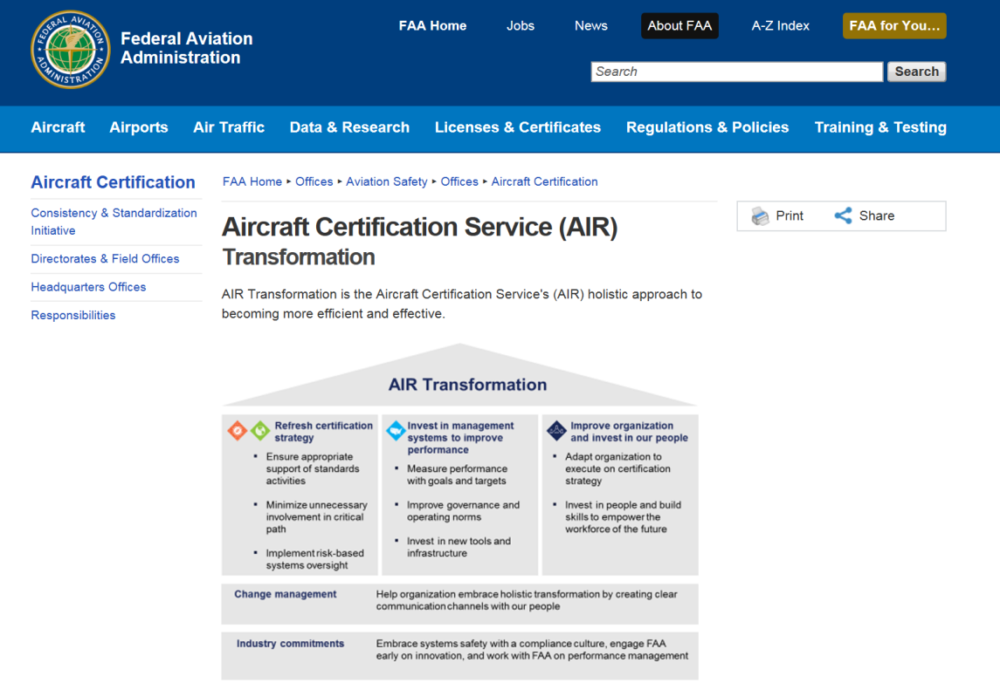 FEDERAL AVIATION ADMINISTRATION
Federal Aviation
Administration
FAA Home Jobs News About FAA A-Z Index FAA for You...
Search Search
Aircraft Airports Air Traffic Data & Research Licenses & Certificates Regulations & Policies Training & Testing
Aircraft Certification
Consistency & Standardization
Initiative
Directorates & Field Offices
Headquarters Offices
Responsibilities
FAA Home ▸ Offices ▸ Aviation Safety ▸ Offices ▸ Aircraft Certification
Print Share
Aircraft Certification Service (AIR)
Transformation
AIR Transformation is the Aircraft Certification Service's (AIR) holistic approach to
becoming more efficient and effective.
AIR Transformation
Refresh certification
strategy
▪ Ensure appropriate
support of standards
activities
▪ Minimize unnecessary
involvement in critical
path
▪ Implement risk-based
systems oversight
Invest in management
systems to improve
performance
▪ Measure performance
with goals and targets
▪ Improve governance and
operating norms
▪ Invest in new tools and
infrastructure
Improve organization
and invest in our people
▪ Adapt organization to
execute on certification
strategy
▪ Invest in people and build
skills to empower the
workforce of the future
Change management
Help organization embrace holistic transformation by creating clear
communication channels with our people
Industry commitments
Embrace systems safety with a compliance culture, engage FAA
early on innovation, and work with FAA on performance management